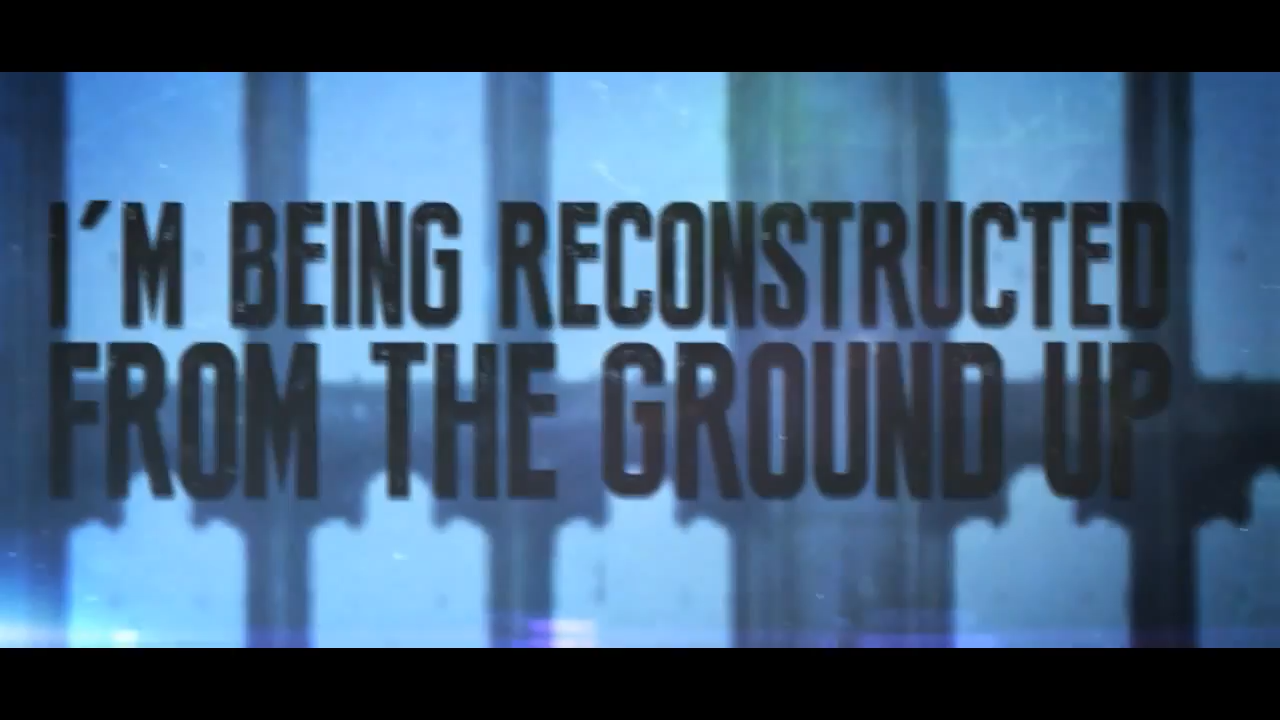 I´M BEING RECONSTRUCTED
FROM THE GROUND UP